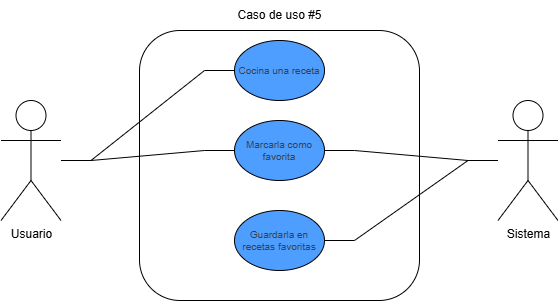 Caso de uso #5
Cocina una receta
Marcarla como
favorita
Guardarla en
recetas favoritas
Usuario
Sistema